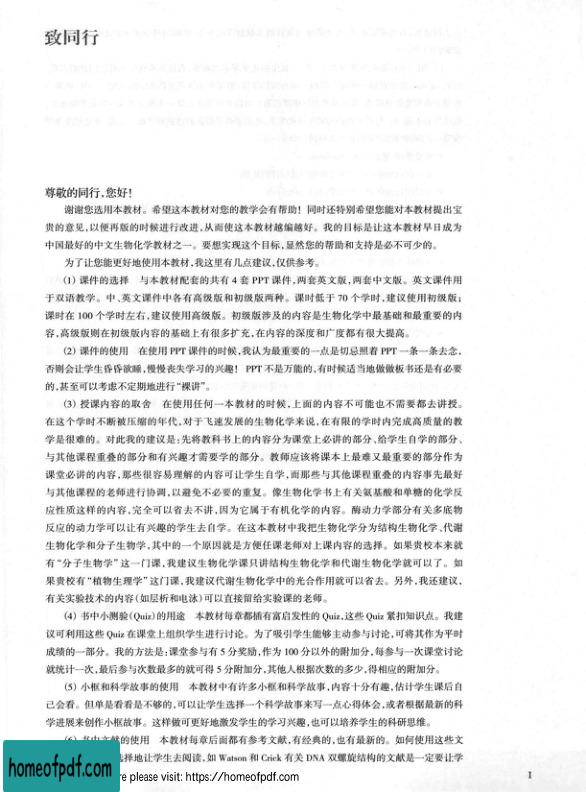 致同行
尊敬的同行,您好!
谢谢您选用本教材。希望这本教材对您的教学会有帮助!同时还特别希望您能对本教材提出宝
贵的意见,以便再版的时候进行改进,从而使这本教材越编越好。我的目标是让这本教材早日成为
中国最好的中文生物化学教材之一。要想实现这个目标,显然您的帮助和支持是必不可少的。
为了让您能更好地使用本教材,我这里有几点建议,仅供参考。
(1) 课件的选择 与本教材配套的共有 4 套 PPT 课件,两套英文版,两套中文版。英文课件用
于双语教学。中、英文课件中各有高级版和初级版两种。课时低于 70 个学时,建议使用初级版;
课时在 100 个学时左右,建议使用高级版。初级版涉及的内容是生物化学中最基础和最重要的内
容,高级版则在初级版内容的基础上有很多扩充,在内容的深度和广度都有很大提高。
(2) 课件的使用 在使用 PPT 课件的时候,我认为最重要的一点是切忌照着 PPT 一条一条去念,
否则会让学生昏昏欲睡,慢慢丧失学习的兴趣! PPT 不是万能的,有时候适当地做做板书还是有必要
的,甚至可以考虑不定期地进行“裸讲”。
(3) 授课内容的取舍 在使用任何一本教材的时候,上面的内容不可能也不需要都去讲授。
在这个学时不断被压缩的年代,对于飞速发展的生物化学来说,在有限的学时内完成高质量的教
学是很难的。对此我的建议是:先将教科书上的内容分为课堂上必讲的部分、给学生自学的部分、
与其他课程重叠的部分和有兴趣才需要学的部分。教师应该将课本上最难又最重要的部分作为
课堂必讲的内容,那些很容易理解的内容可让学生自学,而那些与其他课程重叠的内容事先最好
与其他课程的老师进行协调,以避免不必要的重复。像生物化学书上有关氨基酸和单糖的化学反
应性质这样的内容,完全可以省去不讲,因为它属于有机化学的内容。酶动力学部分有关多底物
反应的动力学可以让有兴趣的学生去自学。在这本教材中我把生物化学分为结构生物化学、代谢
生物化学和分子生物学,其中的一个原因就是方便任课老师对上课内容的选择。如果贵校本来就
有“分子生物学”这一门课,我建议生物化学课只讲结构生物化学和代谢生物化学就可以了。如
果贵校有“植物生理学”这门课,我建议代谢生物化学中的光合作用就可以省去。另外,我还建议,
有关实验技术的内容(如层析和电泳)可以直接留给实验课的老师。
(4) 书中小测验(Quiz)的用途 本教材每章都插有富启发性的 Quiz,这些 Quiz 紧扣知识点。我建
议可利用这些 Quiz 在课堂上组织学生进行讨论。为了吸引学生能够主动参与讨论,可将其作为平时
成绩的一部分。我的方法是:课堂参与有 5 分奖励,作为 100 分以外的附加分,每参与一次课堂讨论
就统计一次,最后参与次数最多的就可得 5 分附加分,其他人根据次数的多少,得相应的附加分。
(5) 小框和科学故事的使用 本教材中有许多小框和科学故事,内容十分有趣,估计学生课后自
己会看。但单是看看是不够的,可以让学生选择一个科学故事来写一点心得体会,或者根据最新的科
学进展来创作小框故事。这样做可更好地激发学生的学习兴趣,也可以培养学生的科研思维。
(6) 书中文献的使用 本教材每章后面都有参考文献,有经典的,也有最新的。如何使用这些文
选择地让学生去阅读,如 Watson 和 Crick 有关 DNA 双螺旋结构的文献是一定要让学
homeofpdf.com
re please visit: https://homeofpdf.com
I